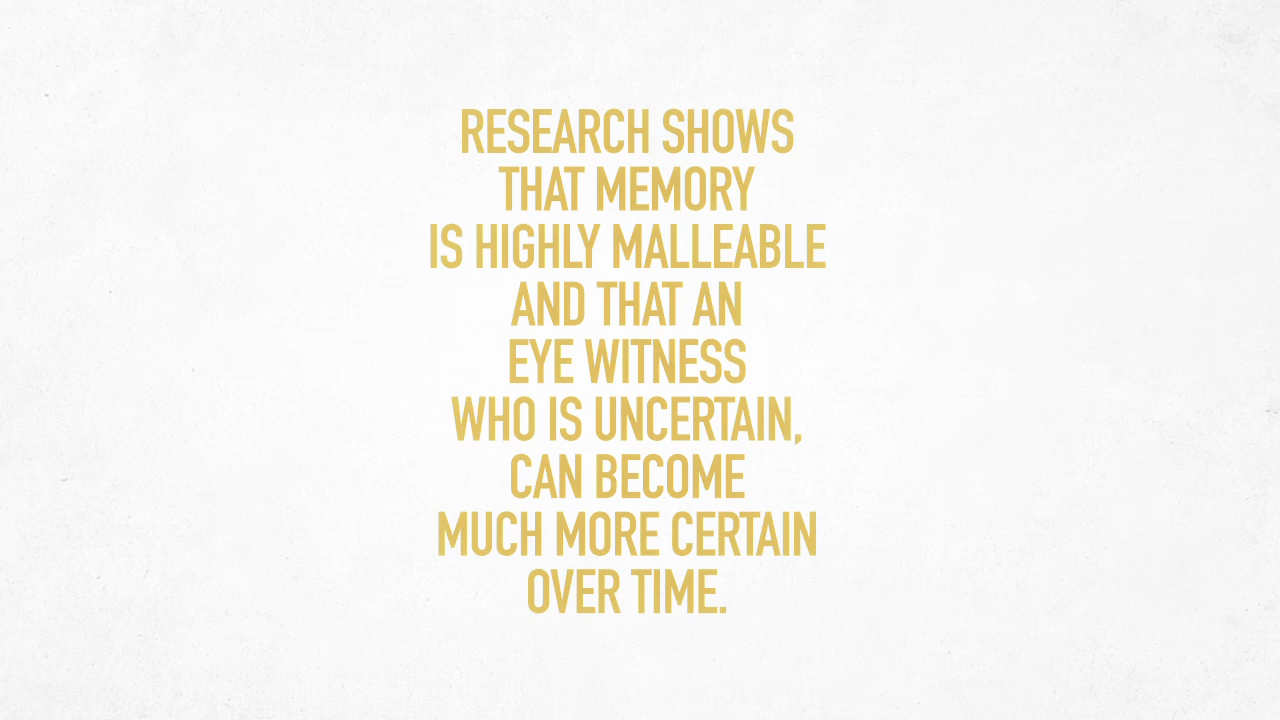 RESEARCH SHOWS
THAT MEMORY
IS HIGHLY MALLEABLE
AND THAT AN
EYE WITNESS
WHO IS UNCERTAIN,
CAN BECOME
MUCH MORE CERTAIN
OVER TIME.